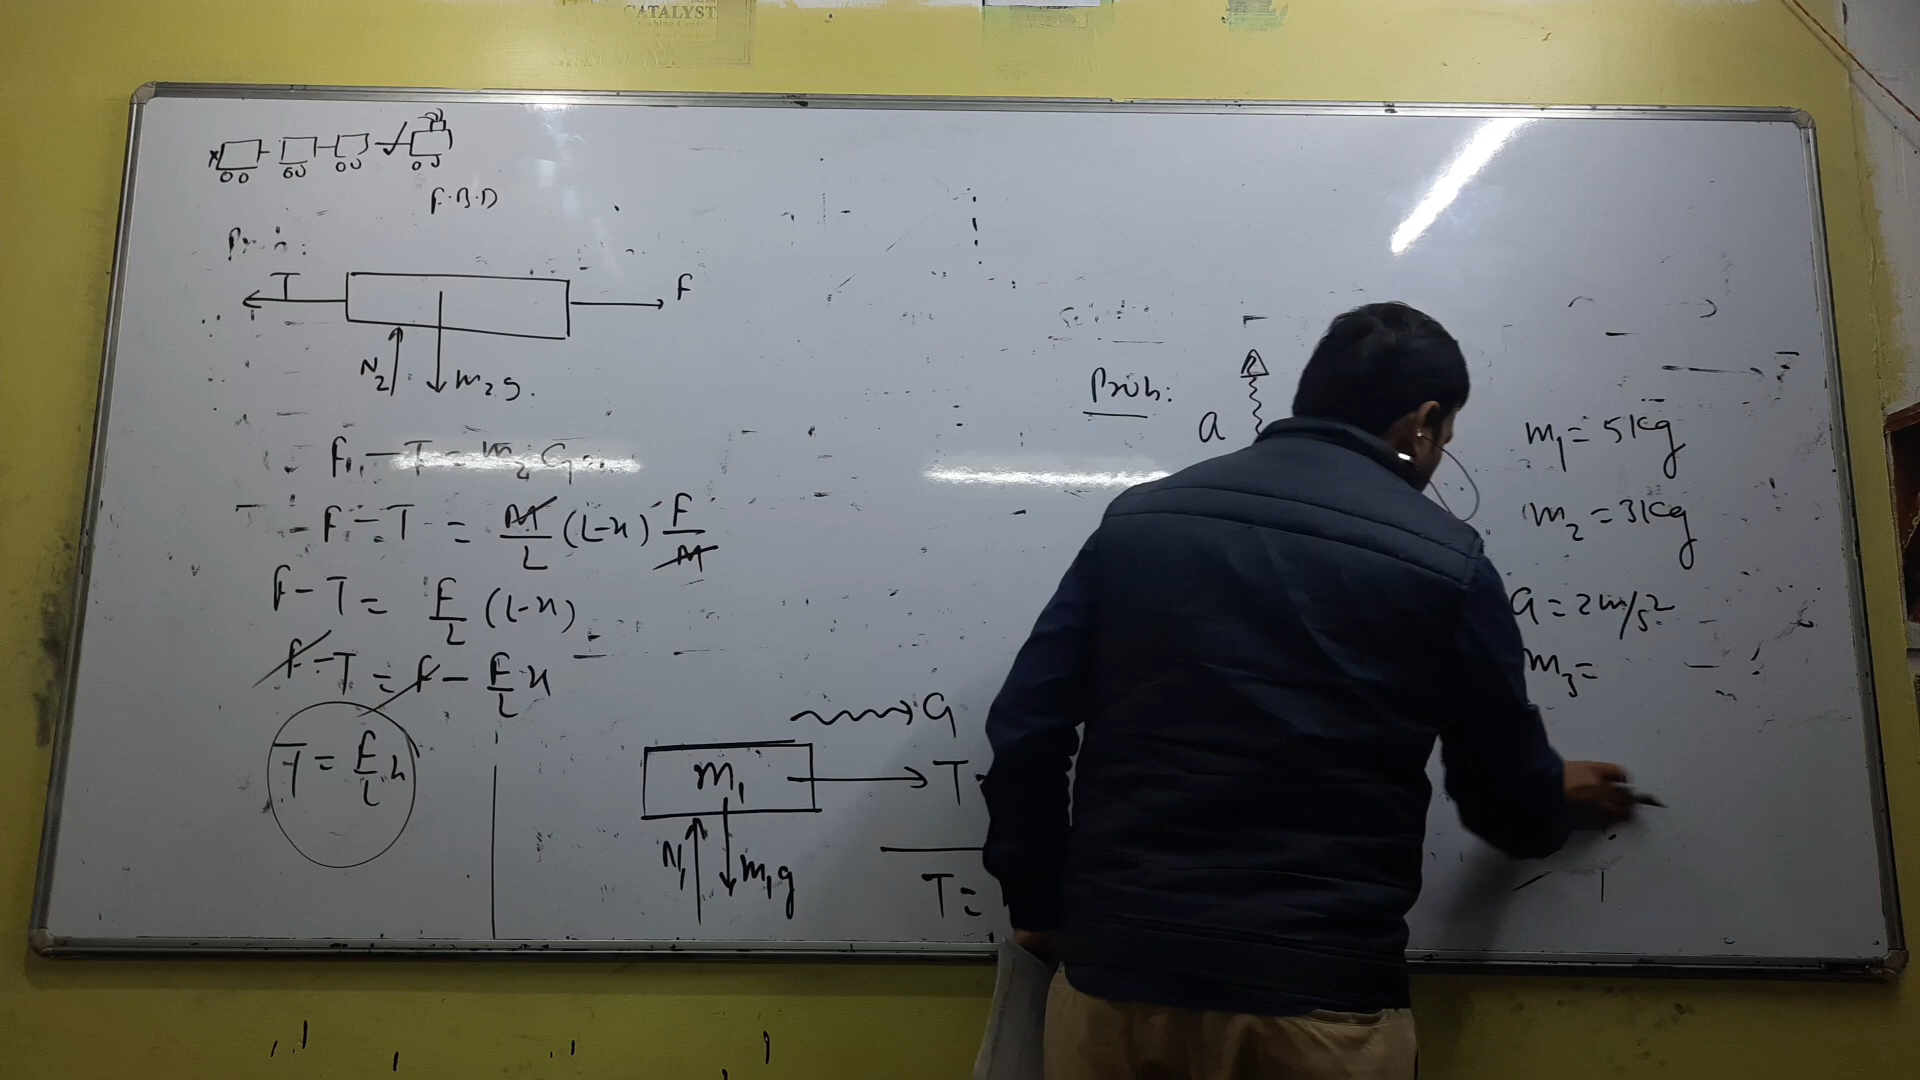 CATALYST
F.B.D
T
F
N2
m2g.
F-T = M/L (L-x) F/M
F-T = F/L (L-x)
F-T = F - F/L x
T = F/L x
a
m1
T
N1
m1g
T=
Prob:
a
m1 = 5kg
m2 = 3kg
a = 2m/s2
m3 =